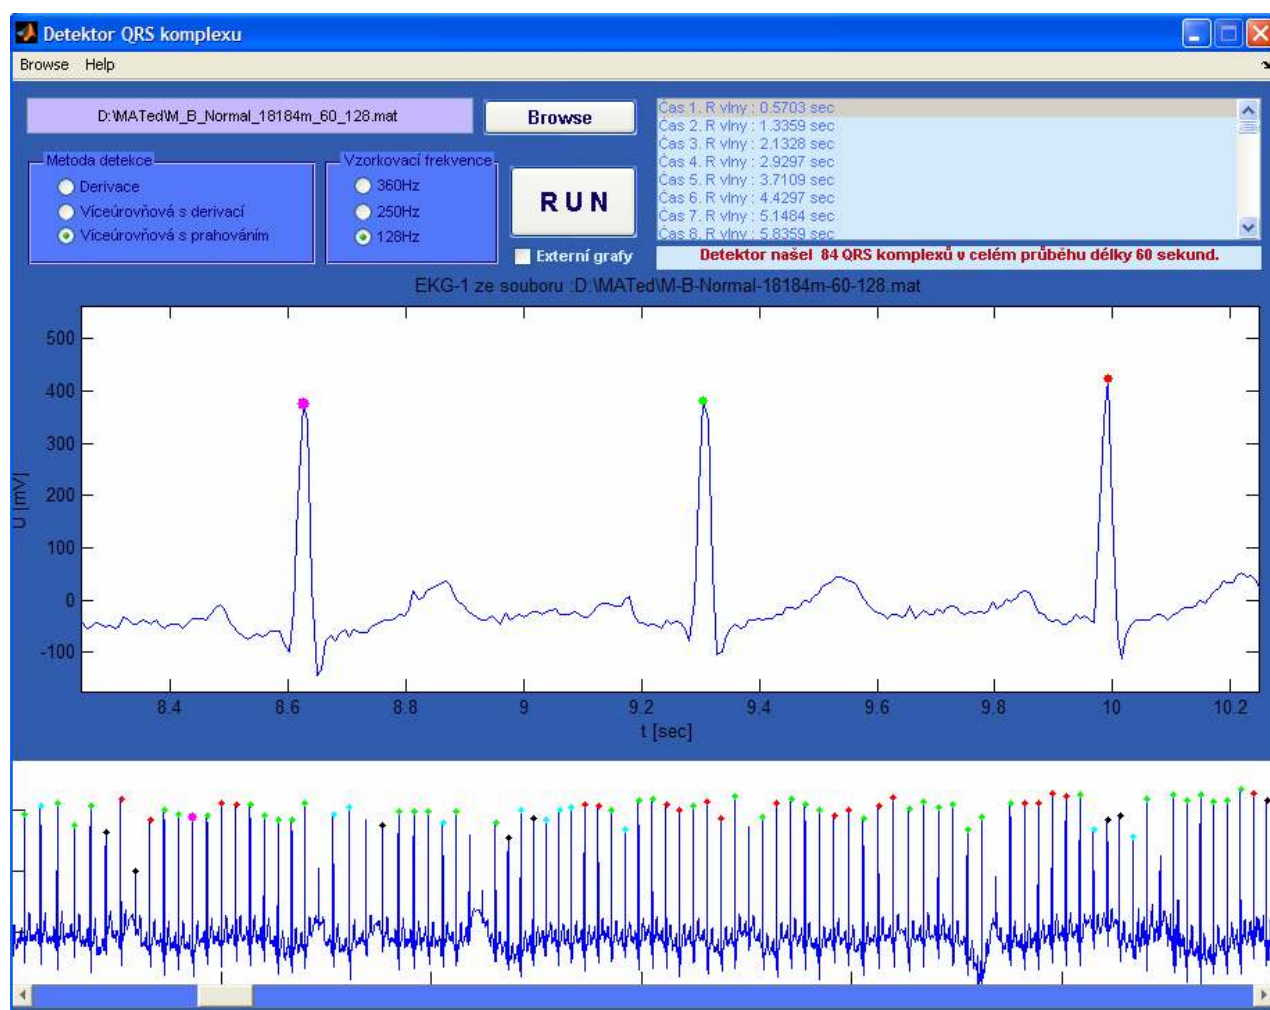 Detektor QRS komplexu
Browse Help
D:\MATed\M_B_Normal_18184m_60_128.mat
Browse
Metoda detekce
Derivace
Víceúrovňová s derivací
Víceúrovňová s prahováním
Vzorkovací frekvence
360Hz
250Hz
128Hz
RUN
Externí grafy
Čas 1. R vlny : 0.5703 sec
Čas 2. R vlny : 1.3359 sec
Čas 3. R vlny : 2.1328 sec
Čas 4. R vlny : 2.9297 sec
Čas 5. R vlny : 3.7109 sec
Čas 6. R vlny : 4.4297 sec
Čas 7. R vlny : 5.1484 sec
Čas 8. R vlny : 5.8359 sec
Detektor našel 84 QRS komplexů v celém průběhu délky 60 sekund.
EKG-1 ze souboru :D:\MATed\M-B-Normal-18184m-60-128.mat
500
400
300
200
100
0
-100
U [mV]
8.4 8.6 8.8 9 9.2 9.4 9.6 9.8 10 10.2
t [sec]